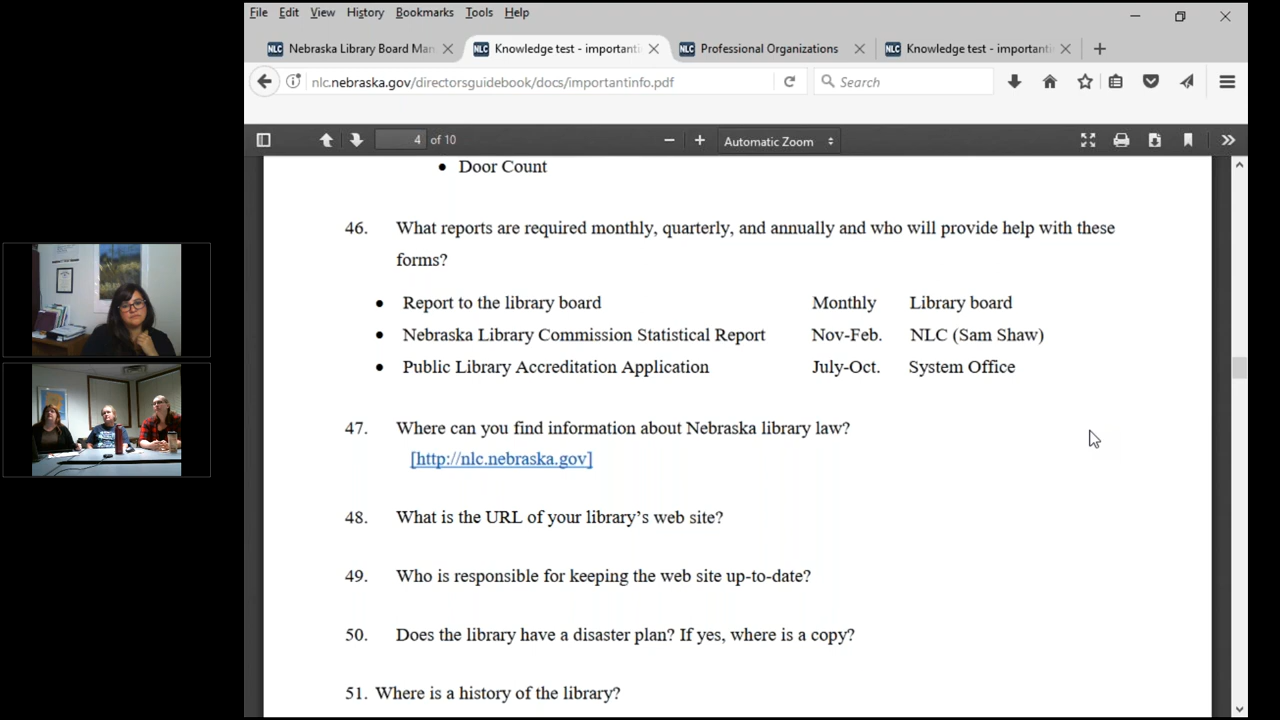 File Edit View History Bookmarks Tools Help
NLC Nebraska Library Board Man
NLC Knowledge test - importanti
NLC Professional Organizations
NLC Knowledge test - importanti
nlc.nebraska.gov/directorsguidebook/docs/importantinfo.pdf
Search
4 of 10
Automatic Zoom
• Door Count
46. What reports are required monthly, quarterly, and annually and who will provide help with these
forms?
• Report to the library board Monthly Library board
• Nebraska Library Commission Statistical Report Nov-Feb. NLC (Sam Shaw)
• Public Library Accreditation Application July-Oct. System Office
47. Where can you find information about Nebraska library law?
[http://nlc.nebraska.gov]
48. What is the URL of your library’s web site?
49. Who is responsible for keeping the web site up-to-date?
50. Does the library have a disaster plan? If yes, where is a copy?
51. Where is a history of the library?